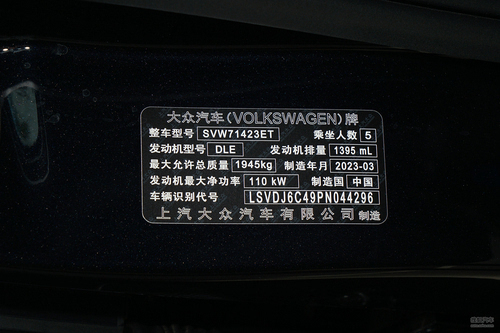 大众汽车(VOLKSWAGEN)牌
整车型号 SVW71423ET 乘坐人数 5
发动机型号 DLE 发动机排量 1395 mL
最大允许总质量 1945kg 制造年月 2023-03
发动机最大净功率 110 kW 制造国 中国
车辆识别代号 LSVDJ6C49PN044296
上汽大众汽车有限公司 制造